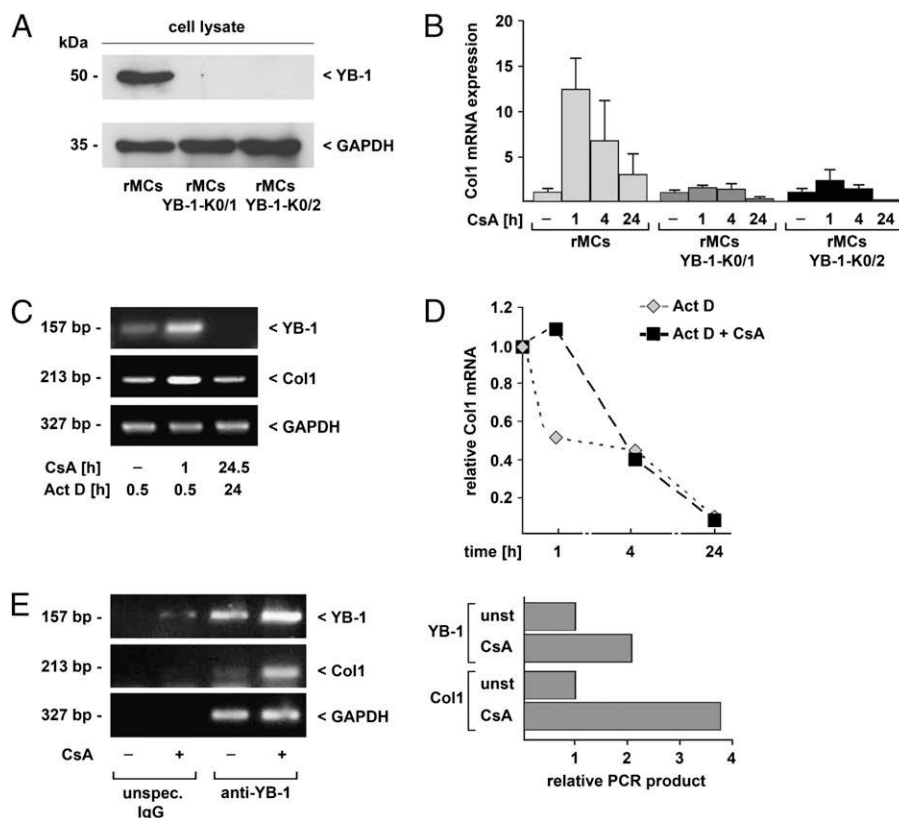 A
cell lysate
kDa
50 -
< YB-1
35 -
< GAPDH
rMCs rMCs rMCs
YB-1-K0/1 YB-1-K0/2
B
Col1 mRNA expression
20
15
10
5
CsA [h] – 1 4 24 – 1 4 24 – 1 4 24
rMCs rMCs rMCs
YB-1-K0/1 YB-1-K0/2
C
157 bp - < YB-1
213 bp - < Col1
327 bp - < GAPDH
CsA [h] – 1 24.5
Act D [h] 0.5 0.5 24
D
relative Col1 mRNA
1.2
1.0
0.8
0.6
0.4
0.2
Act D
Act D + CsA
time [h] 1 4 24
E
157 bp - < YB-1
213 bp - < Col1
327 bp - < GAPDH
CsA – + – +
unspec. anti-YB-1
IgG
YB-1
unst
CsA
Col1
unst
CsA
1 2 3 4
relative PCR product